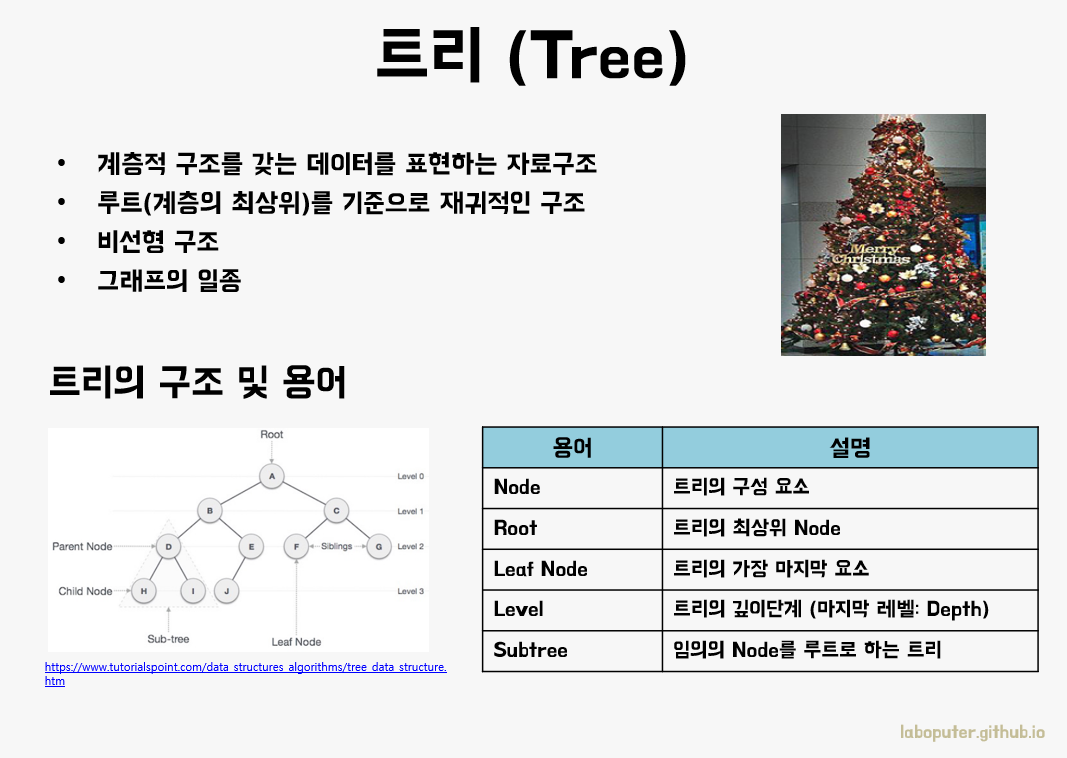 트리 (Tree)
• 계층적 구조를 갖는 데이터를 표현하는 자료구조
• 루트(계층의 최상위)를 기준으로 재귀적인 구조
• 비선형 구조
• 그래프의 일종
Merry
Christmas
트리의 구조 및 용어
Root
A
Level 0
B
C
Level 1
Parent Node
D
E
F
Siblings
G
Level 2
Child Node
H
I
J
Level 3
Sub-tree
Leaf Node
https://www.tutorialspoint.com/data_structures_algorithms/tree_data_structure.
htm
용어 설명
Node 트리의 구성 요소
Root 트리의 최상위 Node
Leaf Node 트리의 가장 마지막 요소
Level 트리의 깊이단계 (마지막 레벨: Depth)
Subtree 임의의 Node를 루트로 하는 트리
laboputer.github.io